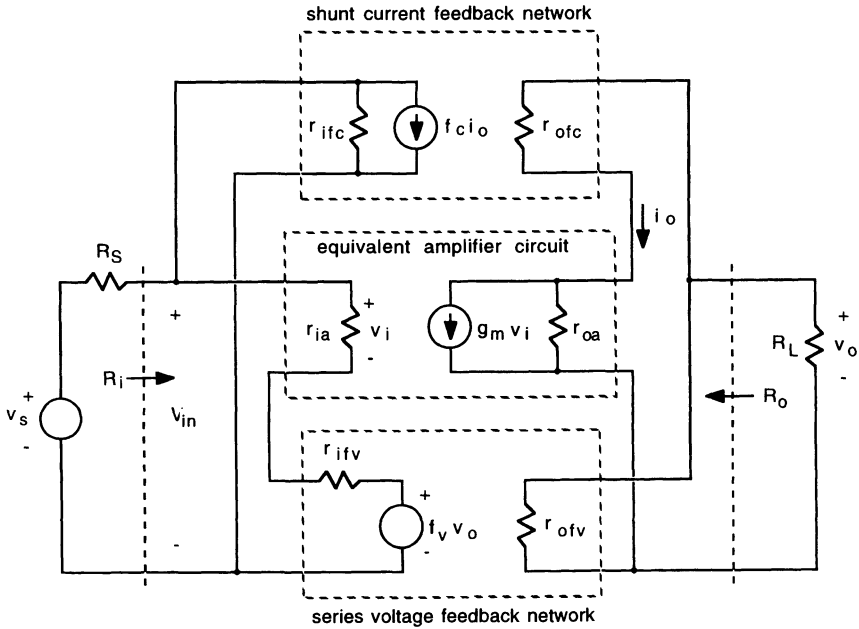 shunt current feedback network
r ifc
f c i o
r ofc
i o
equivalent amplifier circuit
R S
+
r ia
+
v i
-
g m v i
r oa
R L
+
v o
-
R i
V in
R o
+
v s
-
r ifv
+
f v v o
-
r ofv
-
series voltage feedback network